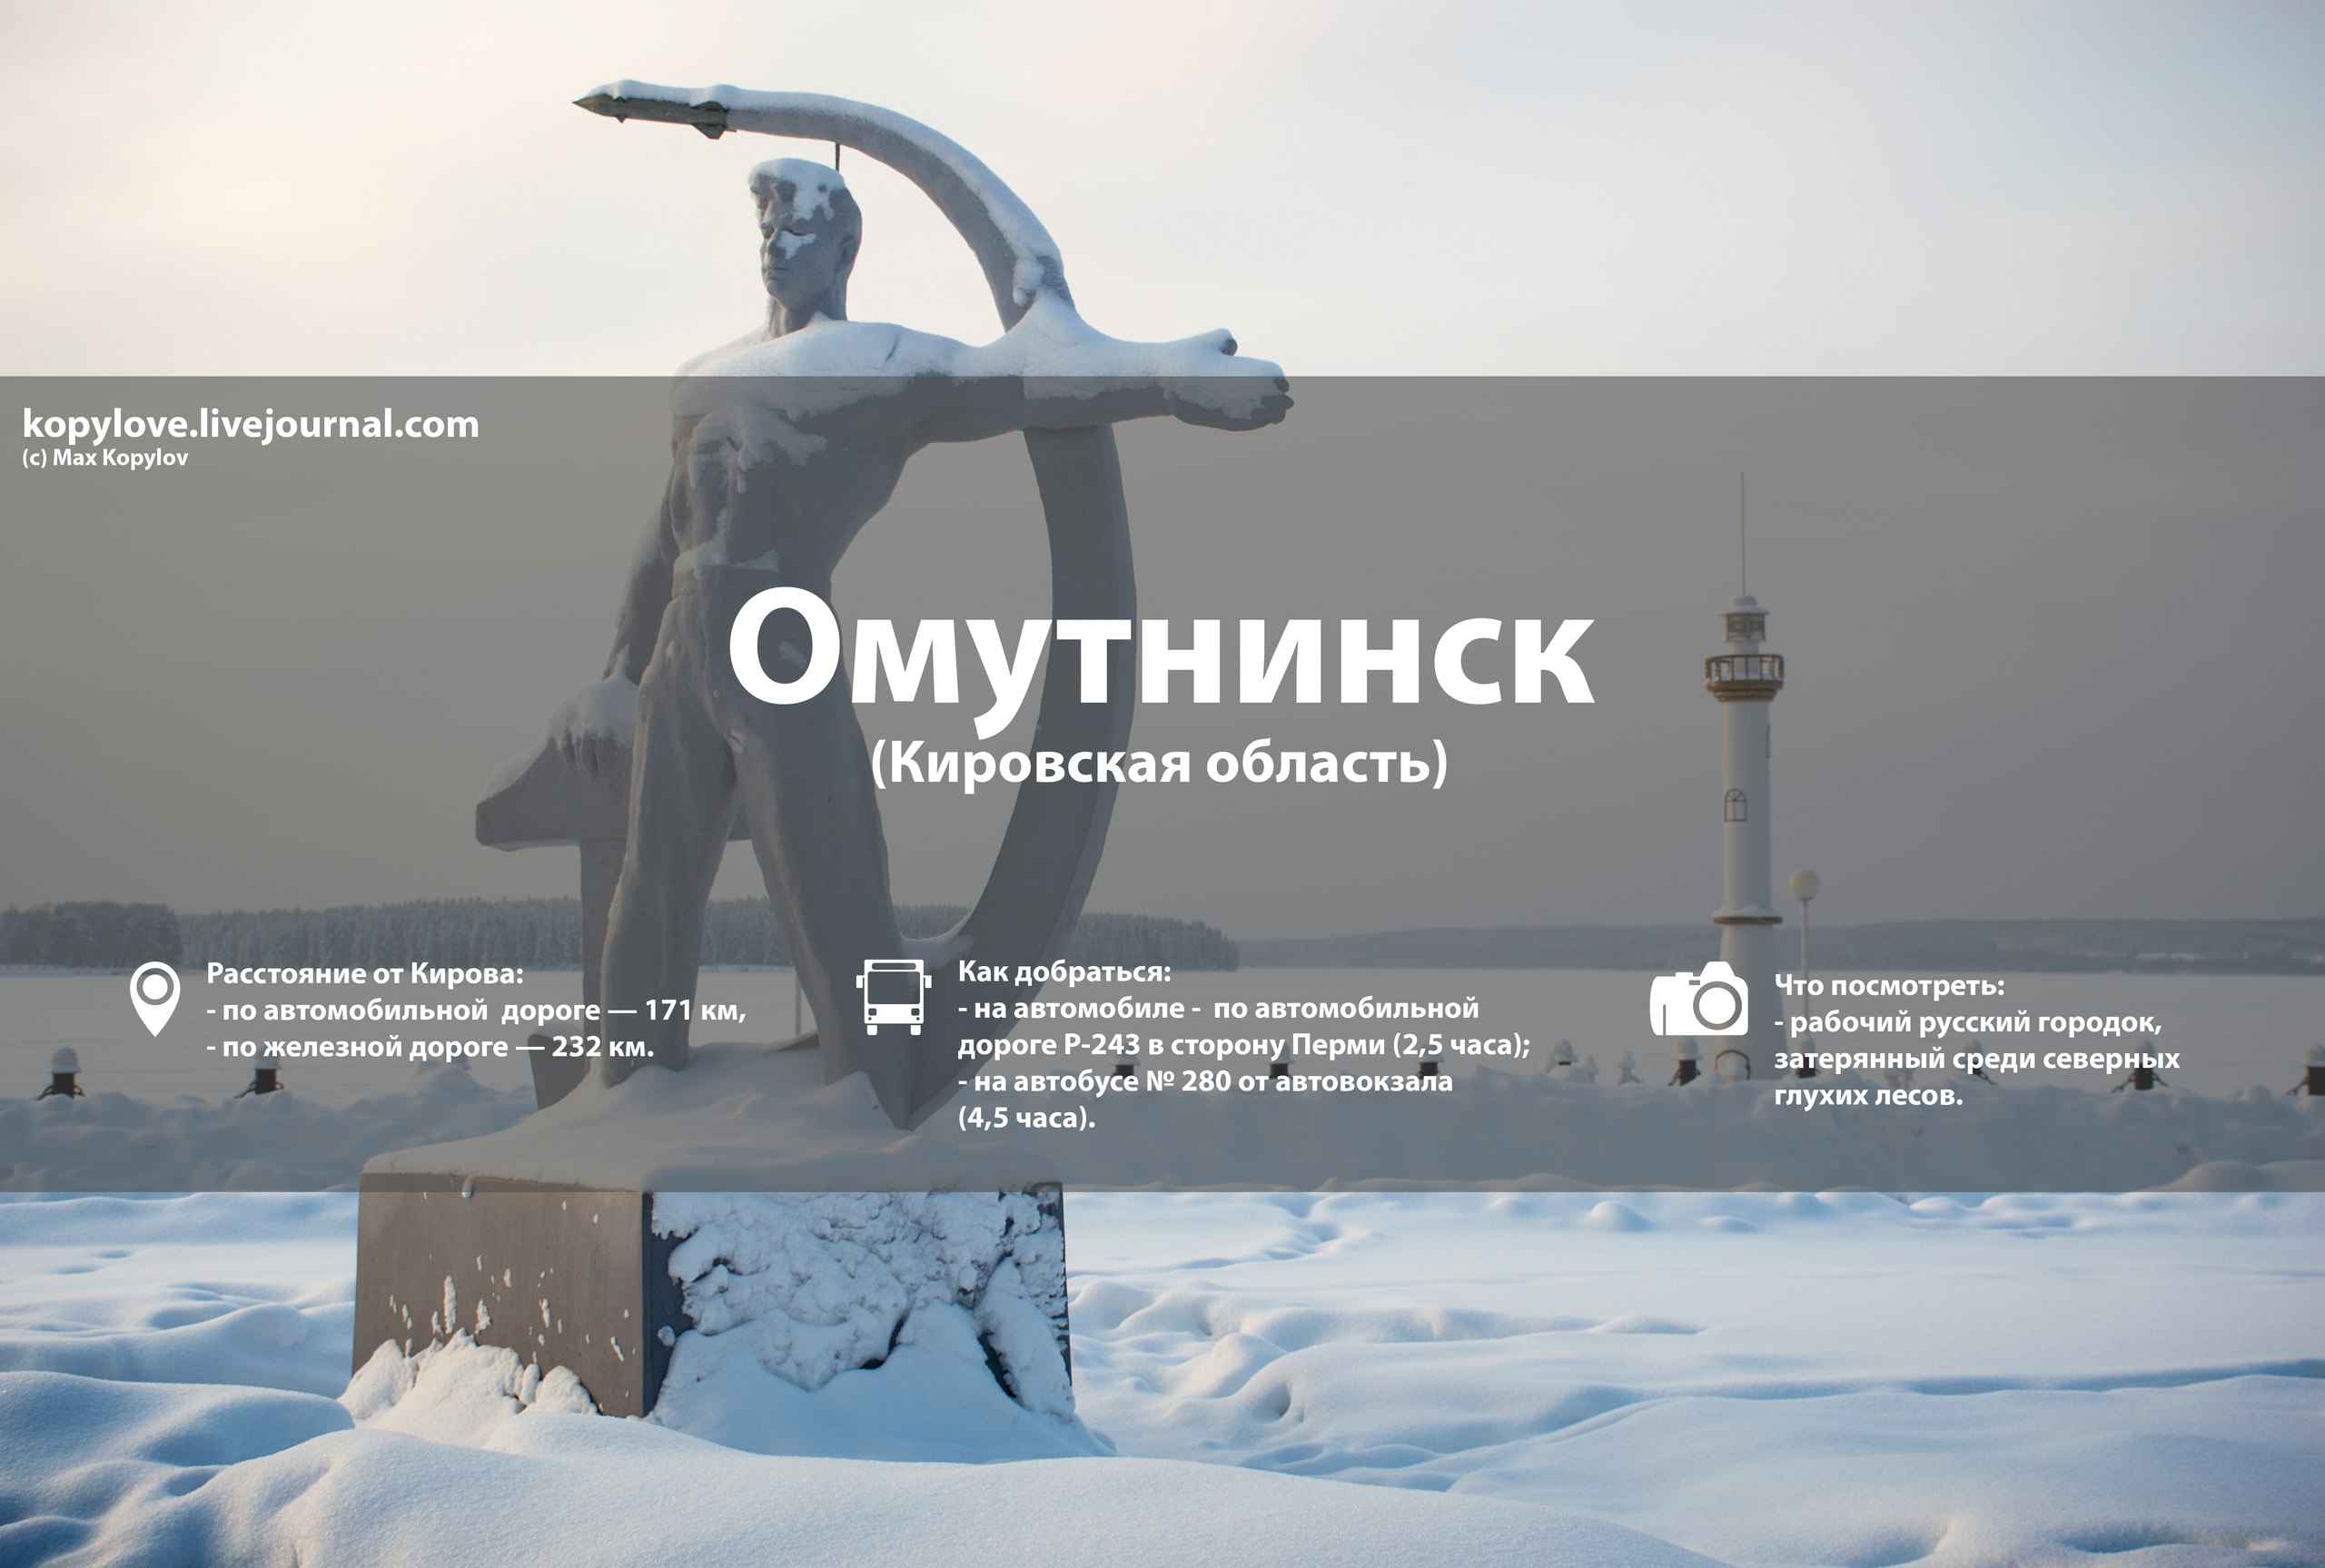 kopylove.livejournal.com
(c) Max Kopylov
Омутнинск
(Кировская область)
Расстояние от Кирова:
- по автомобильной дороге — 171 км,
- по железной дороге — 232 км.
Как добраться:
- на автомобиле - по автомобильной
дороге Р-243 в сторону Перми (2,5 часа);
- на автобусе № 280 от автовокзала
(4,5 часа).
Что посмотреть:
- рабочий русский городок,
затерянный среди северных
глухих лесов.